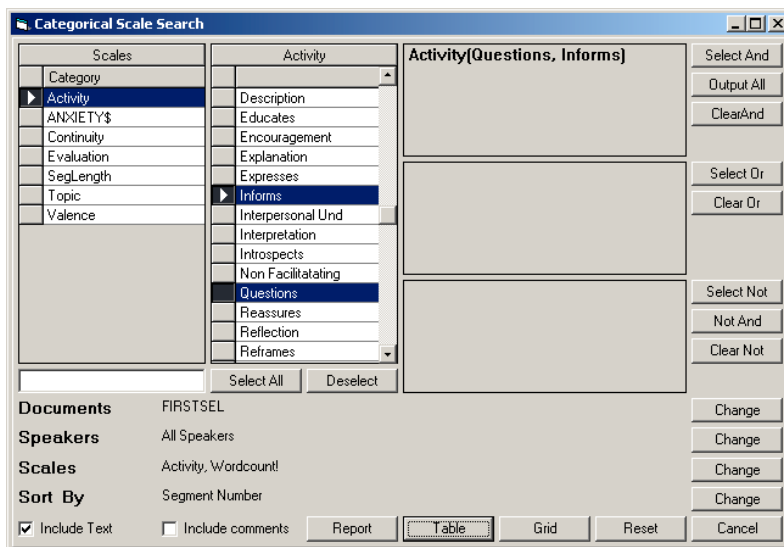 Categorical Scale Search
Scales
Category
Activity
ANXIETY$
Continuity
Evaluation
SegLength
Topic
Valence
Activity
Description
Educates
Encouragement
Explanation
Expresses
Informs
Interpersonal Und
Interpretation
Introspects
Non Facilitatating
Questions
Reassures
Reflection
Reframes
Select All Deselect
Activity(Questions, Informs)
Select And
Output All
ClearAnd
Select Or
Clear Or
Select Not
Not And
Clear Not
Documents FIRSTSEL Change
Speakers All Speakers Change
Scales Activity, Wordcount! Change
Sort By Segment Number Change
Include Text Include comments Report Table Grid Reset Cancel